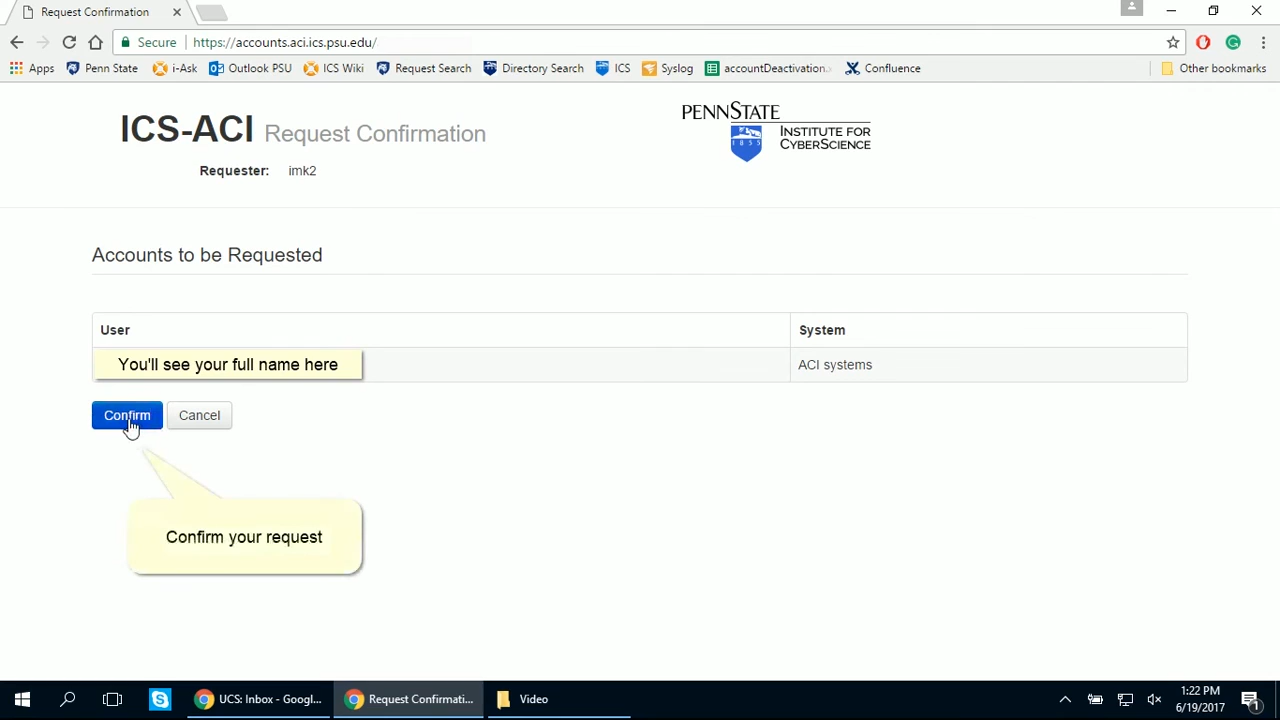 Request Confirmation
Secure https://accounts.aci.ics.psu.edu/
Apps Penn State i-Ask Outlook PSU ICS Wiki Request Search Directory Search ICS Syslog accountDeactivation. Confluence Other bookmarks
ICS-ACI Request Confirmation
PENNSTATE
1855
INSTITUTE FOR
CYBERSCIENCE
Requester: imk2
Accounts to be Requested
User System
You'll see your full name here ACI systems
Confirm Cancel
Confirm your request
UCS: Inbox - Googl... Request Confirmati... Video
1:22 PM
6/19/2017
1